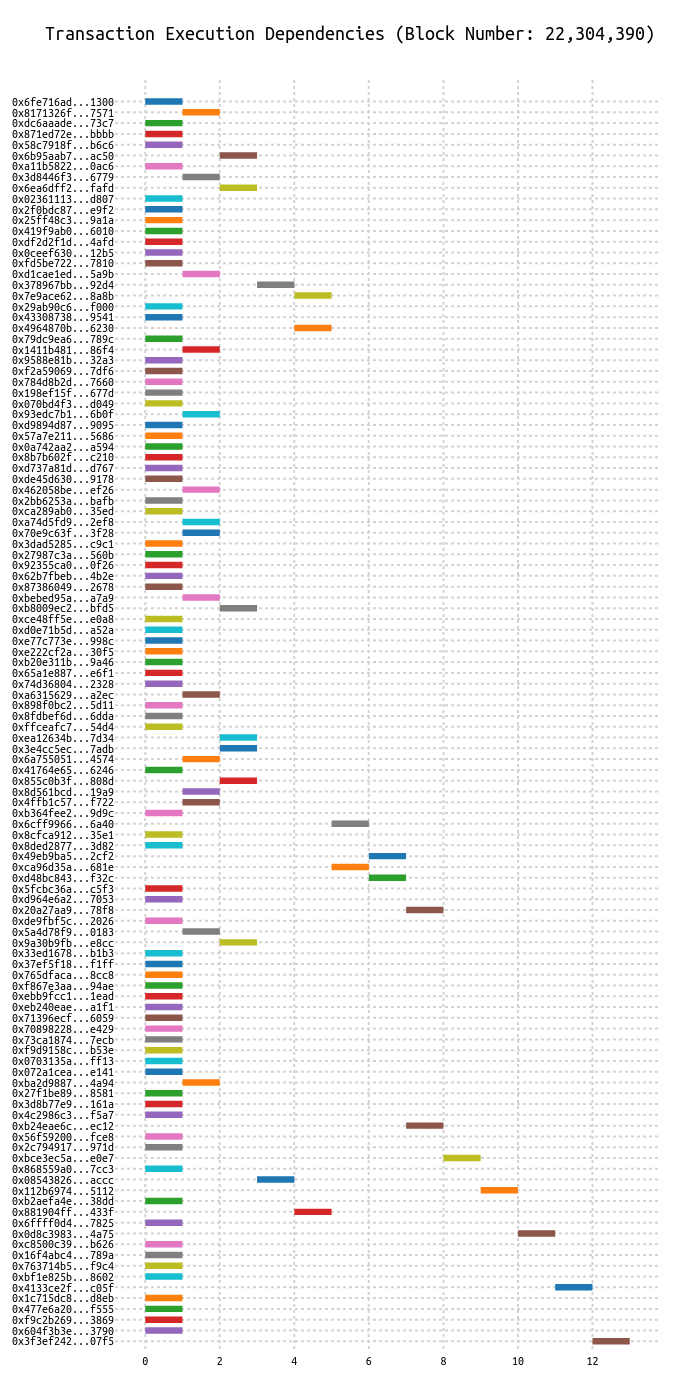 Transaction Execution Dependencies (Block Number: 22,304,390)
0x6fe716ad...1300
0x8171326f...7571
0xdc6aaade...73c7
0x871ed72e...bbbb
0x58c7918f...b6c6
0x6b95aab7...ac50
0xa11b5822...0ac6
0x3d8446f3...6779
0x6ea6dff2...fafd
0x02361113...d807
0x2f0bdc87...e9f2
0x25ff48c3...9a1a
0x419f9ab0...6010
0xdf2d2f1d...4afd
0x0ceef630...12b5
0xfd5be722...7810
0xd1cae1ed...5a9b
0x378967bb...92d4
0x7e9ace62...8a8b
0x29ab90c6...f000
0x43308738...9541
0x4964870b...6230
0x79dc9ea6...789c
0x1411b481...86f4
0x9588e81b...32a3
0xf2a59069...7df6
0x784d8b2d...7660
0x198ef15f...677d
0x070bd4f3...d049
0x93edc7b1...6b0f
0xd9894d87...9095
0x57a7e211...5686
0x0a742aa2...a594
0x8b7b602f...c210
0xd737a81d...d767
0xde45d630...9178
0x462058be...ef26
0x2bb6253a...bafb
0xca289ab0...35ed
0xa74d5fd9...2ef8
0x70e9c63f...3f28
0x3dad5285...c9c1
0x27987c3a...560b
0x92355ca0...0f26
0x62b7fbeb...4b2e
0x87386049...2678
0xbebed95a...a7a9
0xb8009ec2...bfd5
0xce48ff5e...e0a8
0xd0e71b5d...a52a
0xe77c773e...998c
0xe222cf2a...30f5
0xb20e311b...9a46
0x65a1e887...e6f1
0x74d36804...2328
0xa6315629...a2ec
0x898f0bc2...5d11
0x8fdbef6d...6dda
0xffceafc7...54d4
0xea12634b...7d34
0x3e4cc5ec...7adb
0x6a755051...4574
0x41764e65...6246
0x855c0b3f...808d
0x8d561bcd...19a9
0x4ffb1c57...f722
0xb364fee2...9d9c
0x6cff9966...6a40
0x8cfca912...35e1
0x8ded2877...3d82
0x49eb9ba5...2cf2
0xca96d35a...681e
0xd48bc843...f32c
0x5fcbc36a...c5f3
0xd964e6a2...7053
0x20a27aa9...78f8
0xde9fbf5c...2026
0x5a4d78f9...0183
0x9a30b9fb...e8cc
0x33ed1678...b1b3
0x37ef5f18...f1ff
0x765dfaca...8cc8
0xf867e3aa...94ae
0xebb9fcc1...1ead
0xeb240eae...a1f1
0x71396ecf...6059
0x70898228...e429
0x73ca1874...7ecb
0xf9d9158c...b53e
0x0703135a...ff13
0x072a1cea...e141
0xba2d9887...4a94
0x27f1be89...8581
0x3d8b77e9...161a
0x4c2986c3...f5a7
0xb24eae6c...ec12
0x56f59200...fce8
0x2c794917...971d
0xbce3ec5a...e0e7
0x868559a0...7cc3
0x08543826...accc
0x112b6974...5112
0xb2aefa4e...38dd
0x881904ff...433f
0x6ffff0d4...7825
0x0d8c3983...4a75
0xc8500c39...b626
0x16f4abc4...789a
0x763714b5...f9c4
0xbf1e825b...8602
0x4133ce2f...c05f
0x1c715dc8...d8eb
0x477e6a20...f555
0xf9c2b269...3869
0x604f3b3e...3790
0x3f3ef242...07f5
0 2 4 6 8 10 12